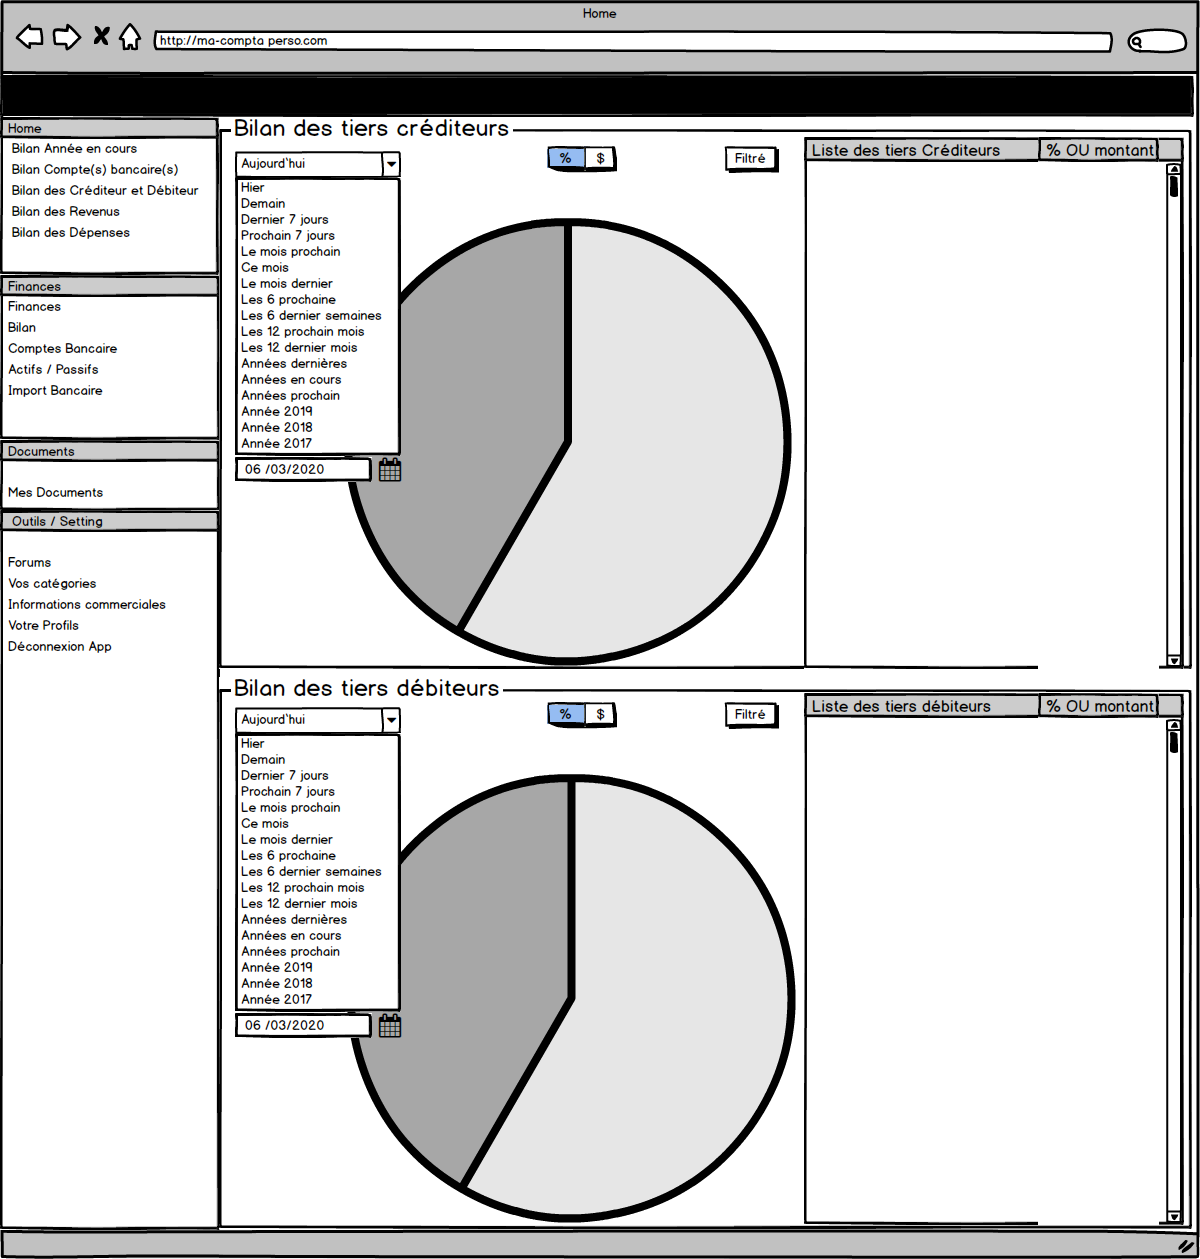 Home
http://ma-compta perso.com
Home
Bilan Année en cours
Bilan Compte(s) bancaire(s)
Bilan des Créditeur et Débiteur
Bilan des Revenus
Bilan des Dépenses
Finances
Finances
Bilan
Comptes Bancaire
Actifs / Passifs
Import Bancaire
Documents
Mes Documents
Outils / Setting
Forums
Vos catégories
Informations commerciales
Votre Profils
Déconnexion App
Bilan des tiers créditeurs
Aujourd'hui
% $
Filtré
Hier
Demain
Dernier 7 jours
Prochain 7 jours
Le mois prochain
Ce mois
Le mois dernier
Les 6 prochaine
Les 6 dernier semaines
Les 12 prochain mois
Les 12 dernier mois
Années dernières
Années en cours
Années prochain
Année 2019
Année 2018
Année 2017
06 /03/2020
Liste des tiers Créditeurs % OU montant
Bilan des tiers débiteurs
Aujourd'hui
% $
Filtré
Hier
Demain
Dernier 7 jours
Prochain 7 jours
Le mois prochain
Ce mois
Le mois dernier
Les 6 prochaine
Les 6 dernier semaines
Les 12 prochain mois
Les 12 dernier mois
Années dernières
Années en cours
Années prochain
Année 2019
Année 2018
Année 2017
06 /03/2020
Liste des tiers débiteurs % OU montant